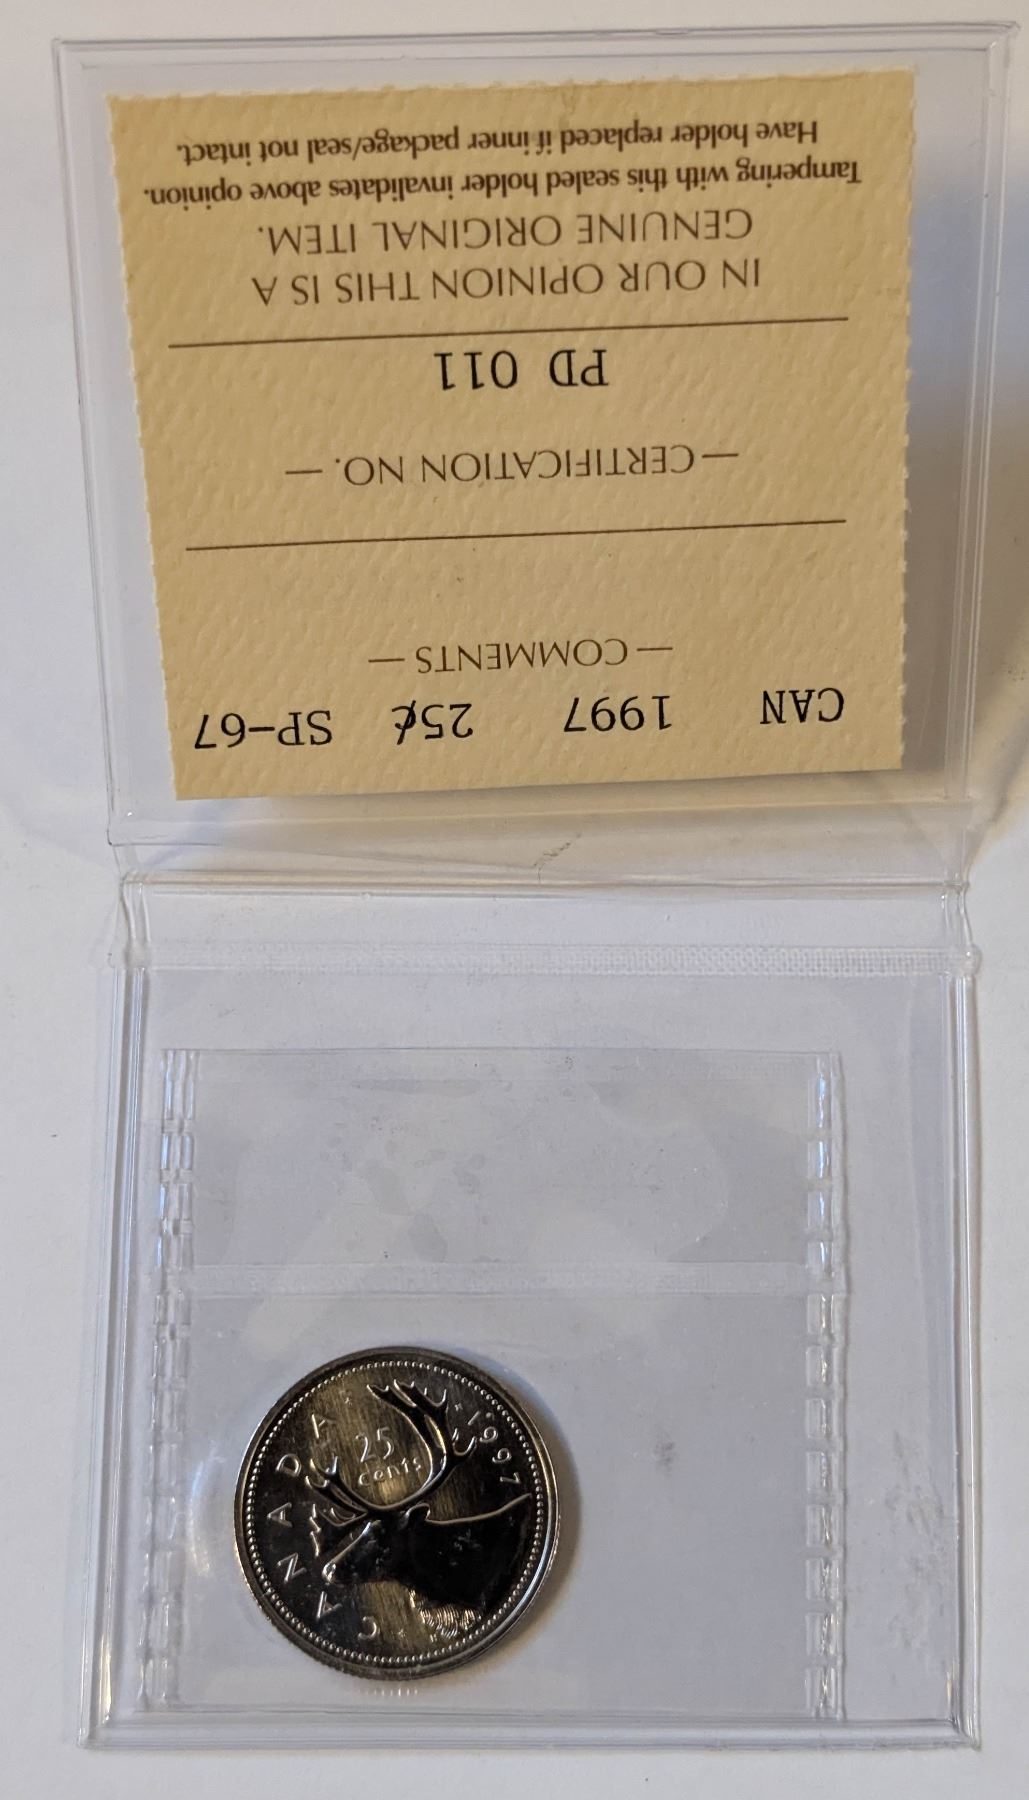 CAN 1997 25¢ SP-67
— COMMENTS —
— CERTIFICATION NO. —
PD 011
IN OUR OPINION THIS IS A
GENUINE ORIGINAL ITEM.
Tampering with this sealed holder invalidates above opinion.
Have holder replaced if inner package/seal not intact.
CANADA 1997
25
cents